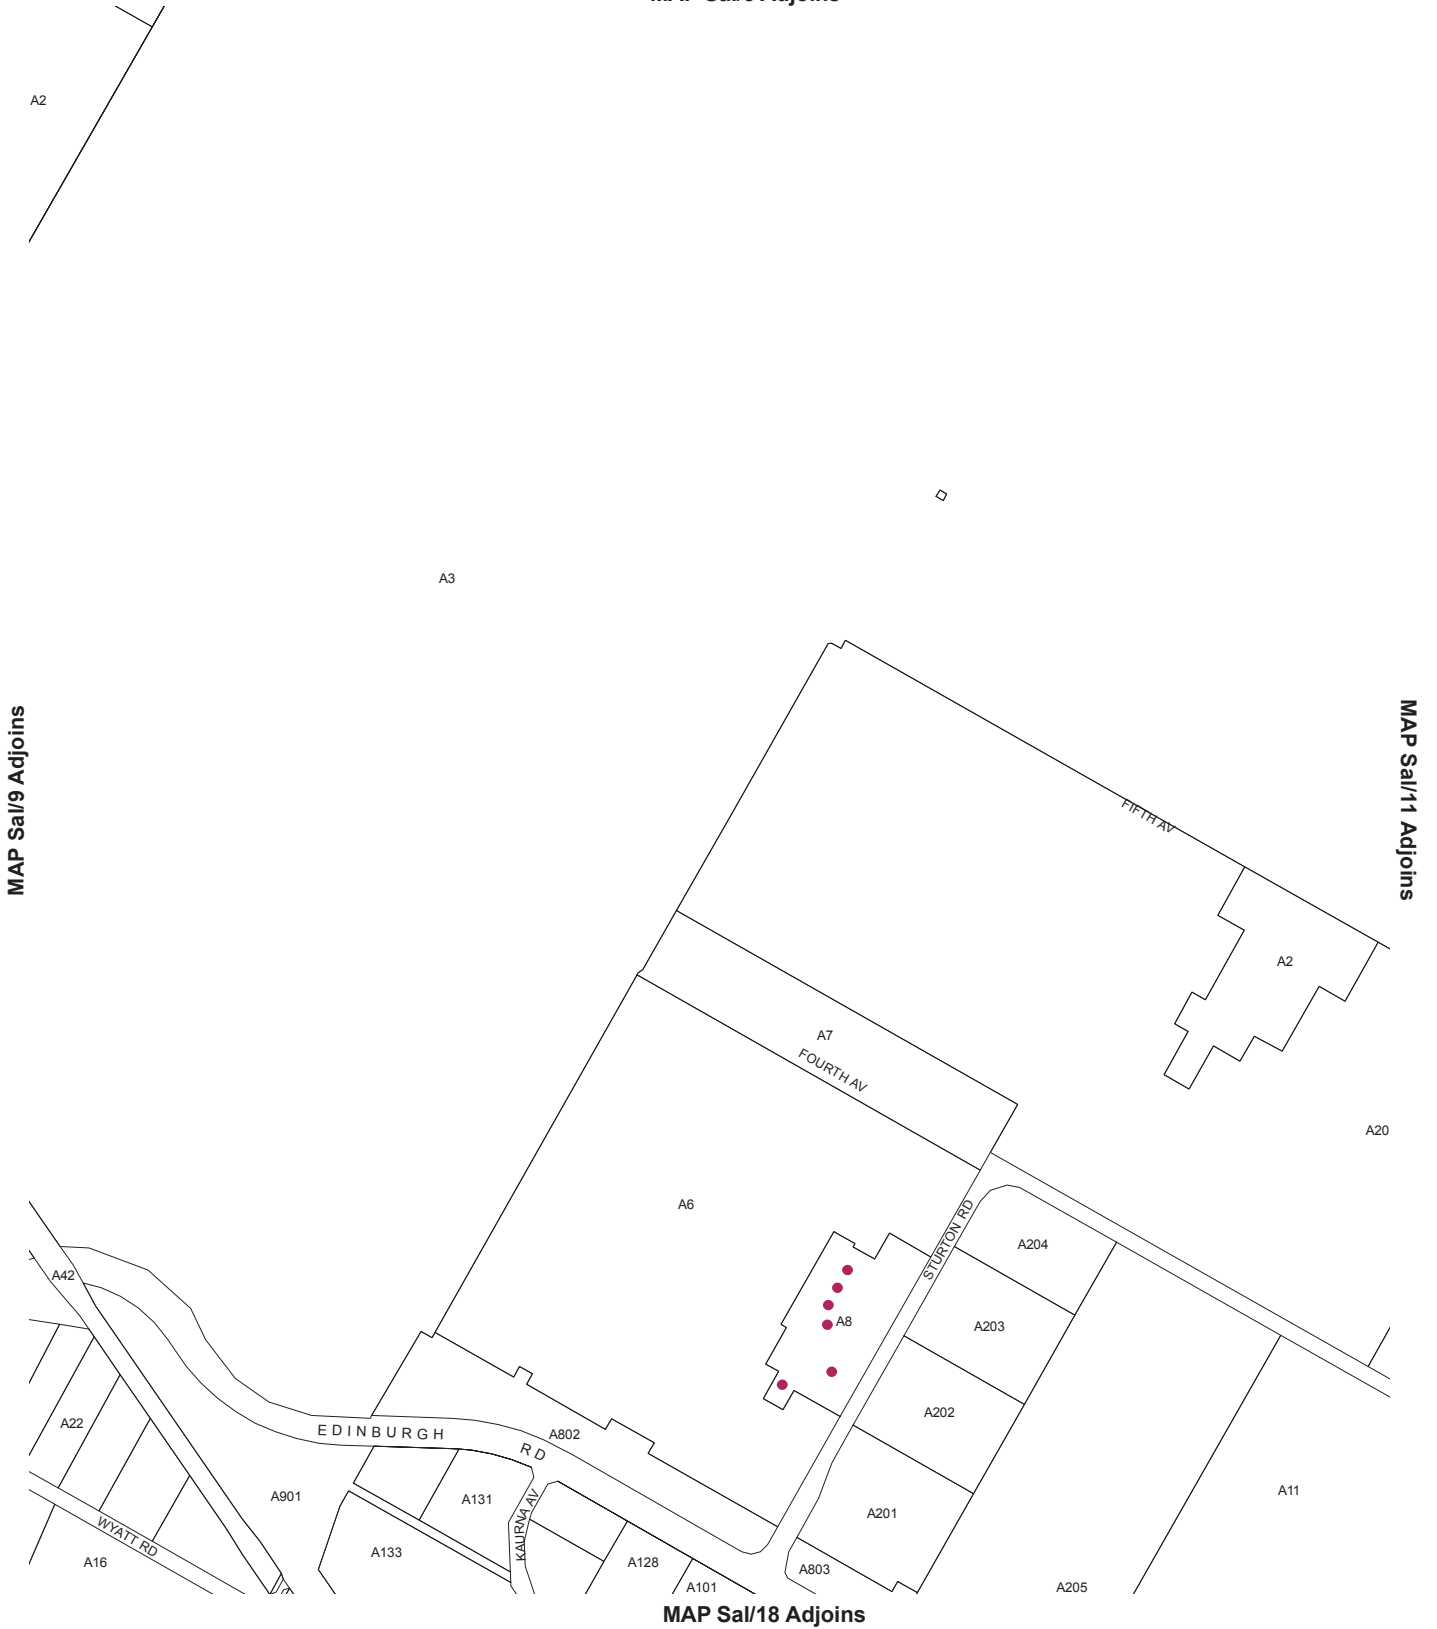 A2
A3
MAP Sal/9 Adjoins
MAP Sal/11 Adjoins
FIFTH AV
A2
A7
FOURTH AV
A20
A6
STURTON RD
A204
A42
A8
A203
A22
A202
EDINBURGH RD
A802
A901
A131
KAURNA AV
A201
A11
WYATT RD
A16
A133
A128
A101
A803
A205
MAP Sal/18 Adjoins